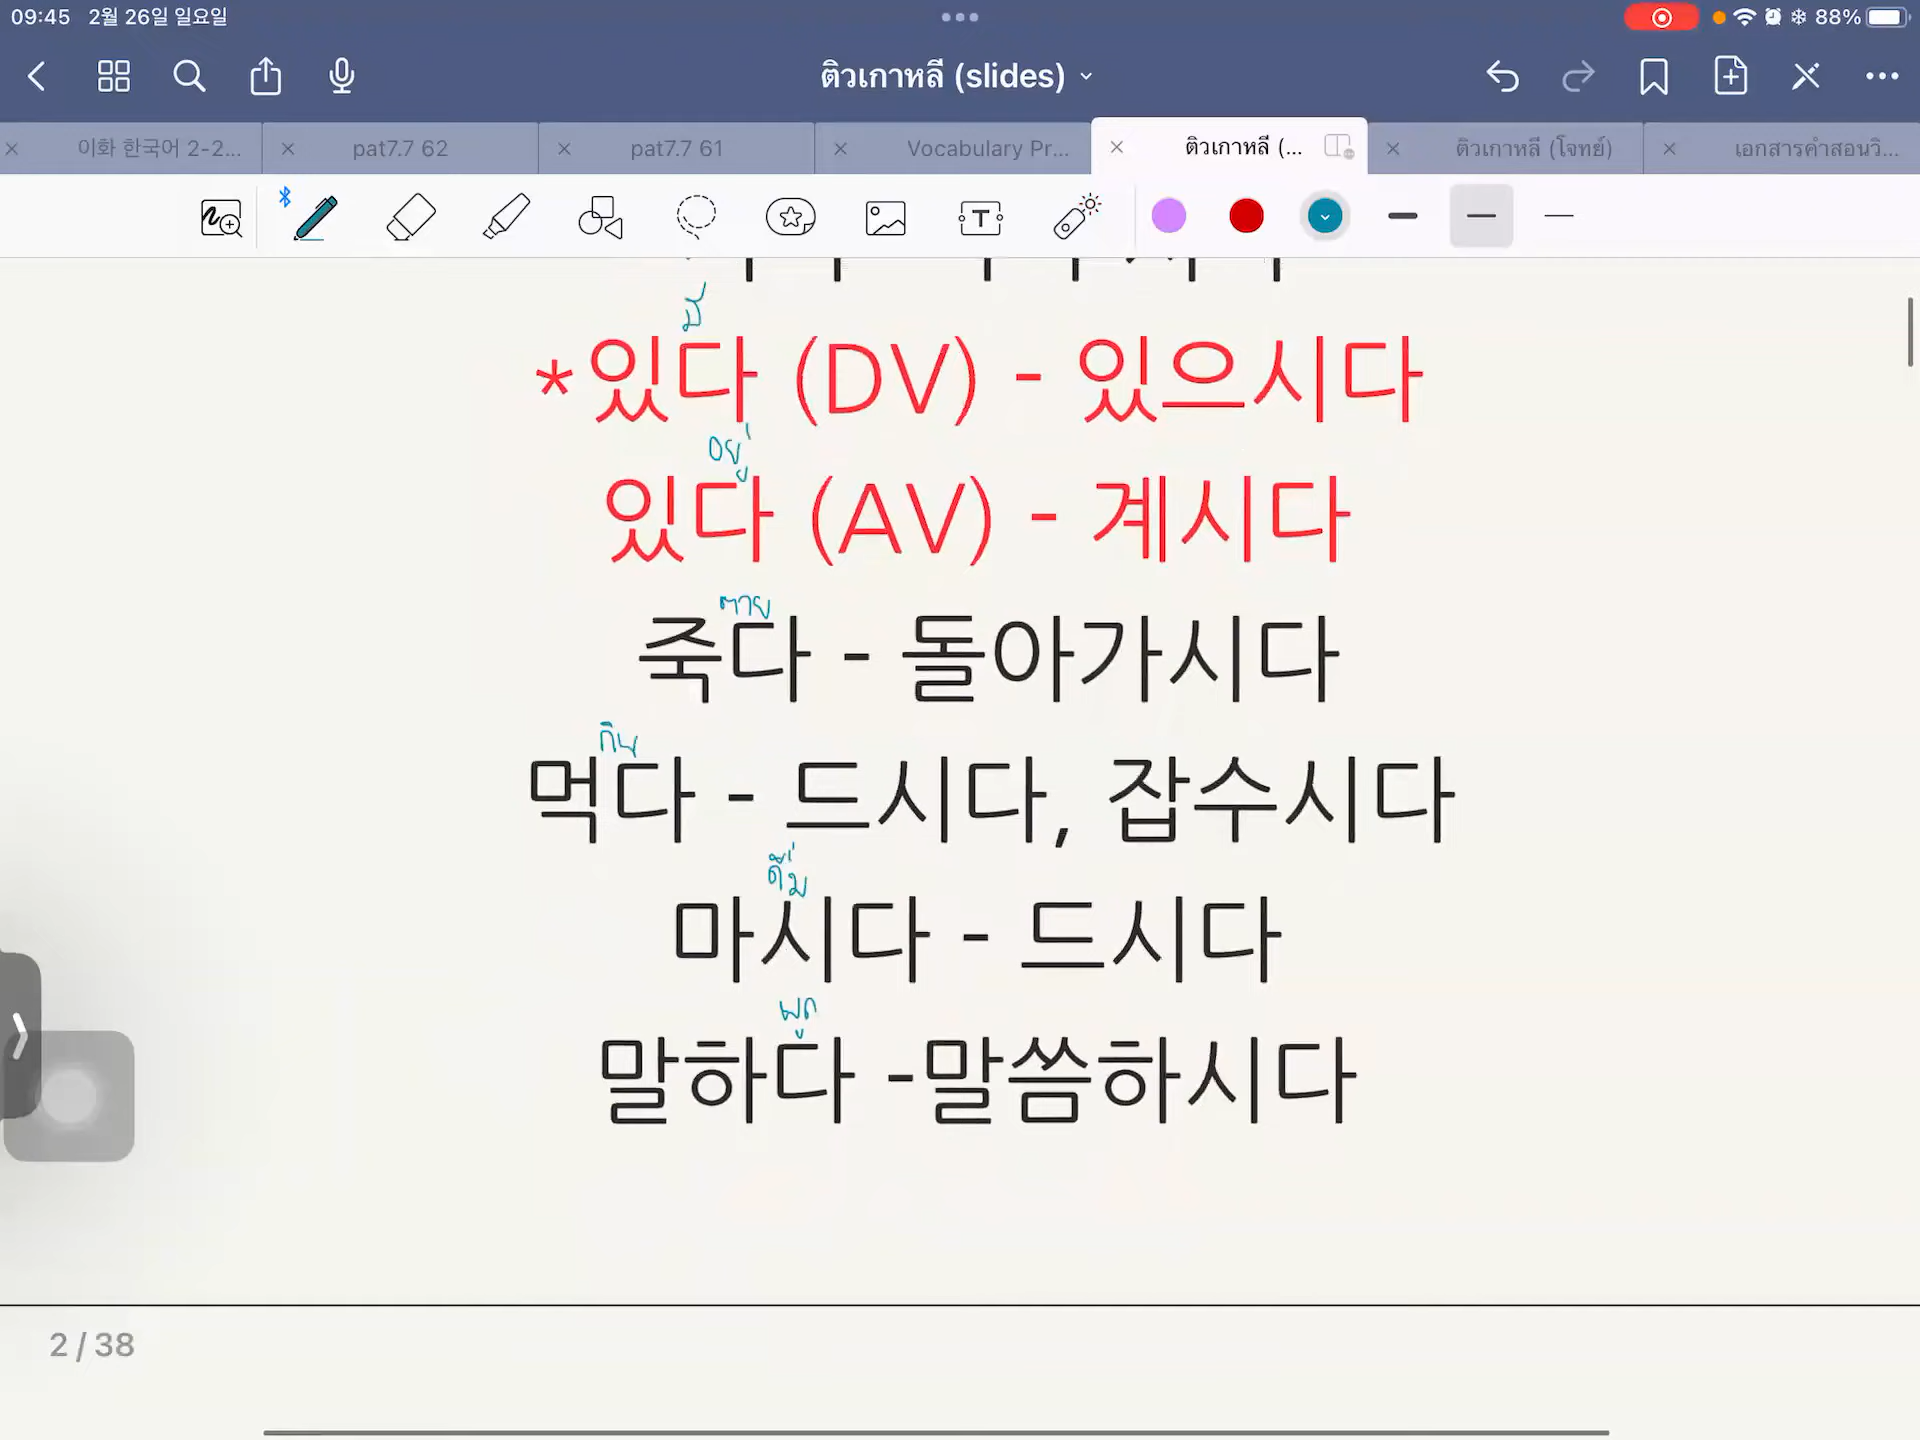 09:45 2월 26일 일요일
88%
ติวเกาหลี (slides)
이화 한국어 2-2...
pat7.7 62
pat7.7 61
Vocabulary Pr...
ติวเกาหลี (...
ติวเกาหลี (โจทย์)
เอกสารคำสอนวิ...
มี
*있다 (DV) - 있으시다
อยู่
있다 (AV) - 계시다
ตาย
죽다 - 돌아가시다
กิน
먹다 - 드시다, 잡수시다
ดื่ม
마시다 - 드시다
พูด
말하다 -말씀하시다
2 / 38